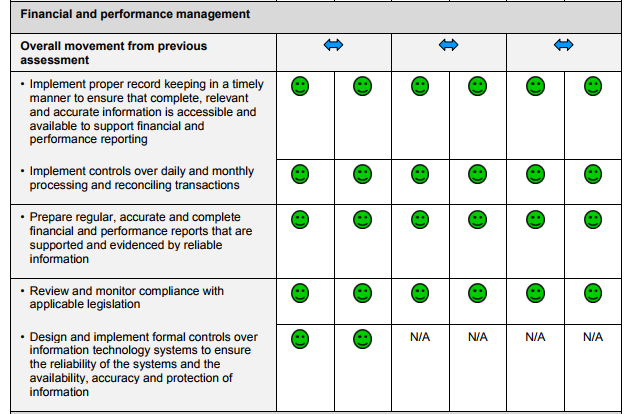 Financial and performance management
Overall movement from previous
assessment
• Implement proper record keeping in a timely
manner to ensure that complete, relevant
and accurate information is accessible and
available to support financial and
performance reporting
• Implement controls over daily and monthly
processing and reconciling transactions
• Prepare regular, accurate and complete
financial and performance reports that are
supported and evidenced by reliable
information
• Review and monitor compliance with
applicable legislation
• Design and implement formal controls over
information technology systems to ensure
the reliability of the systems and the
availability, accuracy and protection of
information
N/A N/A N/A N/A